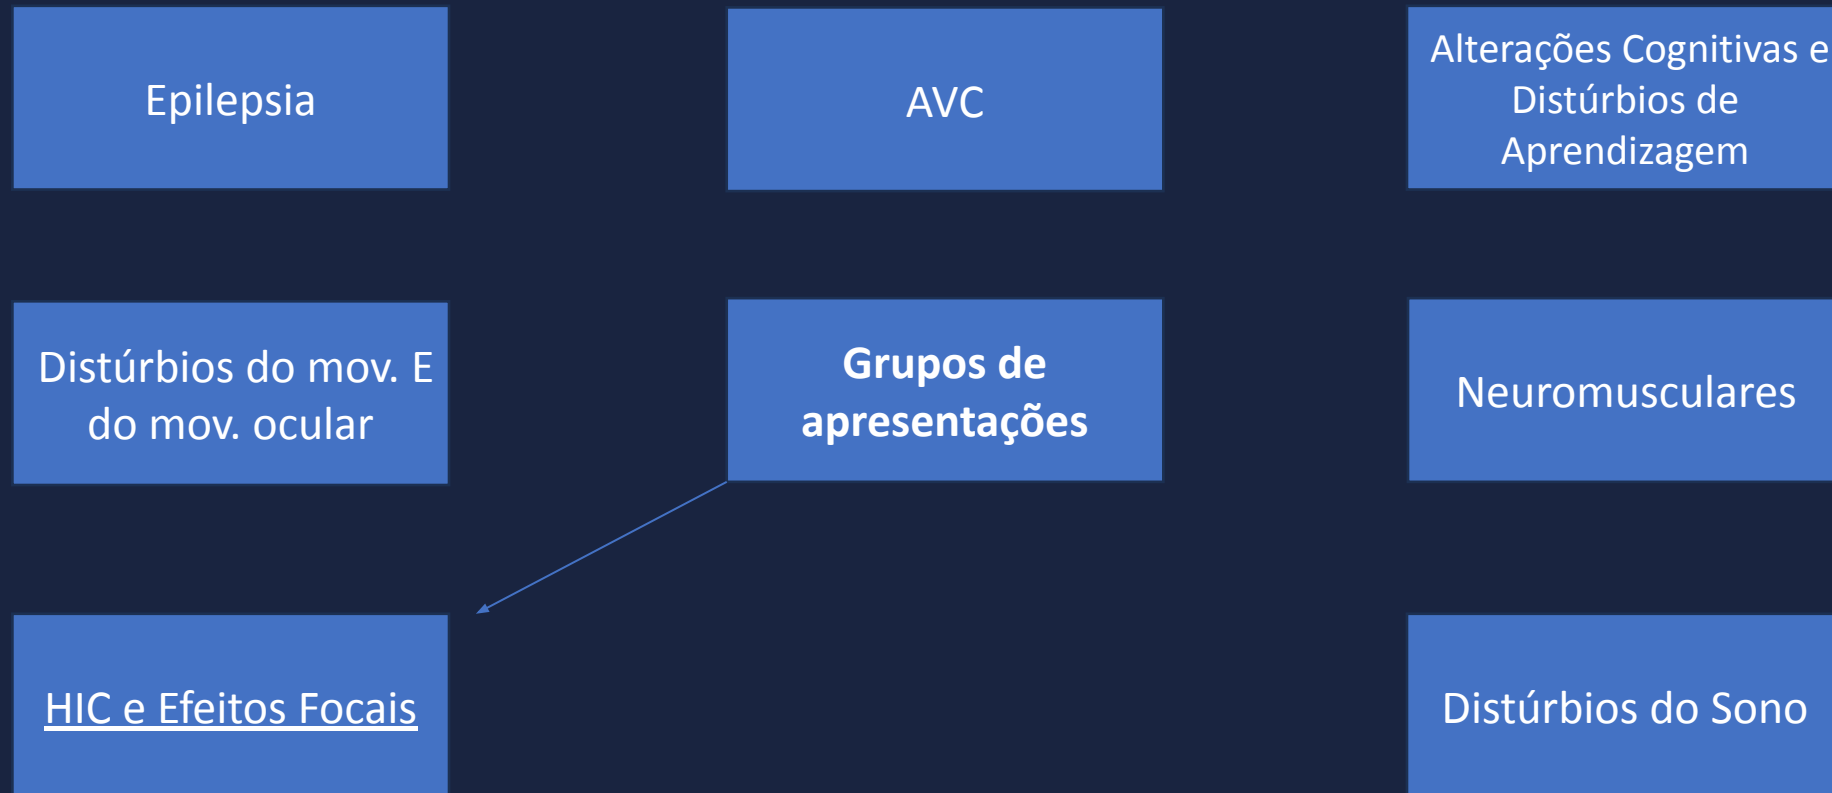 Epilepsia
AVC
Alterações Cognitivas e
Distúrbios de
Aprendizagem
Distúrbios do mov. E
do mov. ocular
Grupos de
apresentações
Neuromusculares
HIC e Efeitos Focais
Distúrbios do Sono